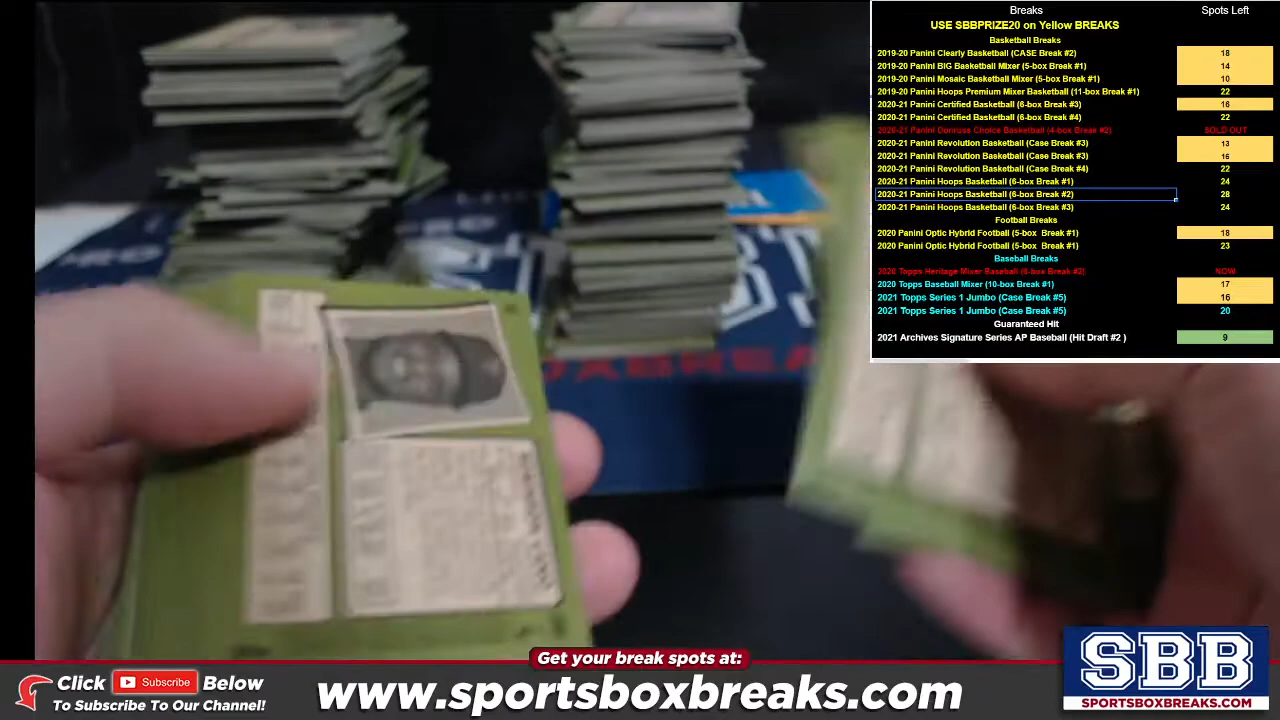 Breaks Spots Left
USE SBBPRIZE20 on Yellow BREAKS
Basketball Breaks
2019-20 Panini Clearly Basketball (CASE Break #2) 18
2019-20 Panini BIG Basketball Mixer (5-box Break #1) 14
2019-20 Panini Mosaic Basketball Mixer (5-box Break #1) 10
2019-20 Panini Hoops Premium Mixer Basketball (11-box Break #1) 22
2020-21 Panini Certified Basketball (6-box Break #3) 16
2020-21 Panini Certified Basketball (6-box Break #4) 22
2020-21 Panini Donruss Choice Basketball (4-box Break #2) SOLD OUT
2020-21 Panini Revolution Basketball (Case Break #3) 13
2020-21 Panini Revolution Basketball (Case Break #3) 16
2020-21 Panini Revolution Basketball (Case Break #4) 22
2020-21 Panini Hoops Basketball (6-box Break #1) 24
2020-21 Panini Hoops Basketball (6-box Break #2) 28
2020-21 Panini Hoops Basketball (6-box Break #3) 24
Football Breaks
2020 Panini Optic Hybrid Football (5-box Break #1) 18
2020 Panini Optic Hybrid Football (5-box Break #1) 23
Baseball Breaks
2020 Topps Heritage Mixer Baseball (8-box Break #2) NOW
2020 Topps Baseball Mixer (10-box Break #1) 17
2021 Topps Series 1 Jumbo (Case Break #5) 16
2021 Topps Series 1 Jumbo (Case Break #5) 20
Guaranteed Hit
2021 Archives Signature Series AP Baseball (Hit Draft #2 ) 9
Get your break spots at:
Click Subscribe Below
To Subscribe To Our Channel!
www.sportsboxbreaks.com
SBB
SPORTSBOXBREAKS.COM